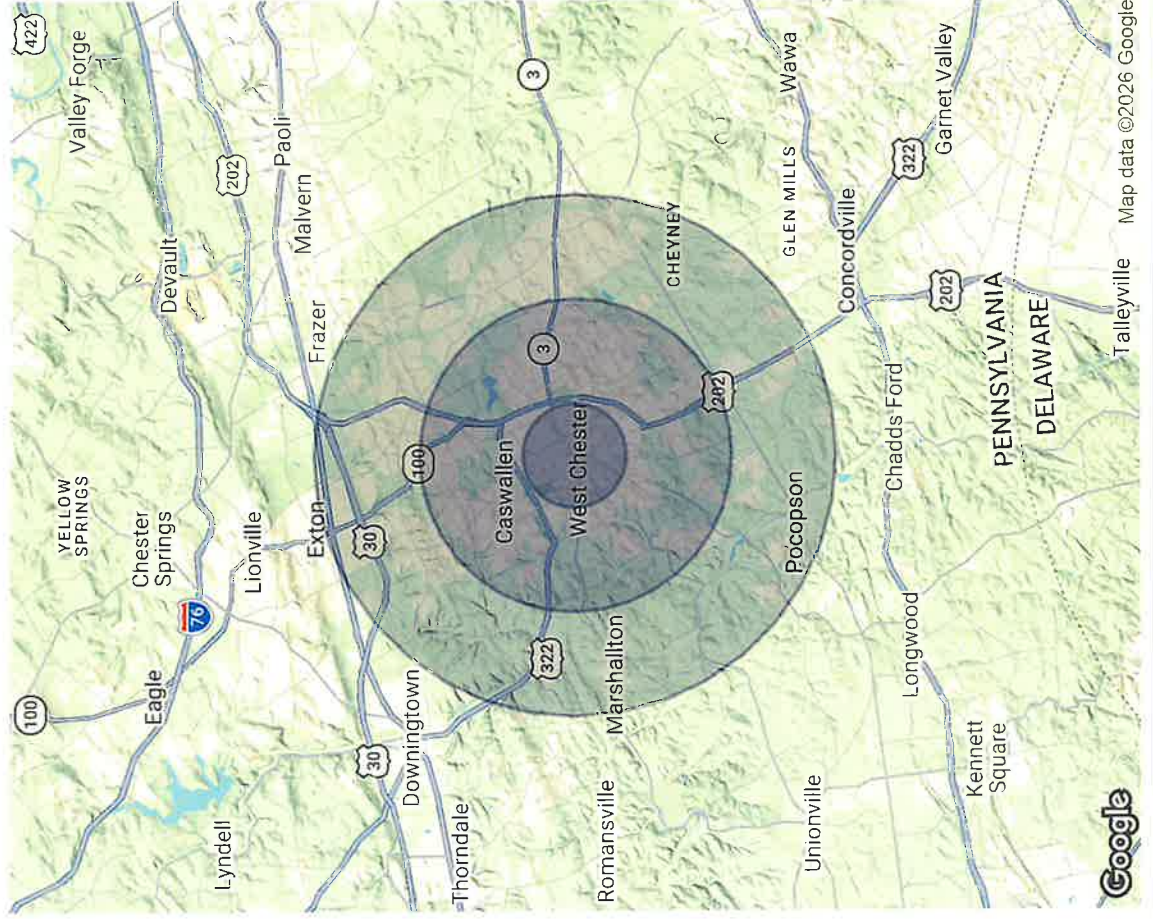 100
422
YELLOW
SPRINGS
Valley Forge
Chester
Springs
Eagle
Devault
76
Lyndell
202
Lionville
Paoli
Malvern
Exton
Frazer
30
30
Downingtown
100
Thorndale
Caswallen
3
3
322
West Chester
Romansville
Marshallton
CHEYNEY
202
GLEN MILLS
Wawa
Pocopson
Unionville
Concordville
Chadds Ford
322
Longwood
Garnet Valley
202
Kennett
Square
PENNSYLVANIA
DELAWARE
Google
Talleyville
Map data ©2026 Google